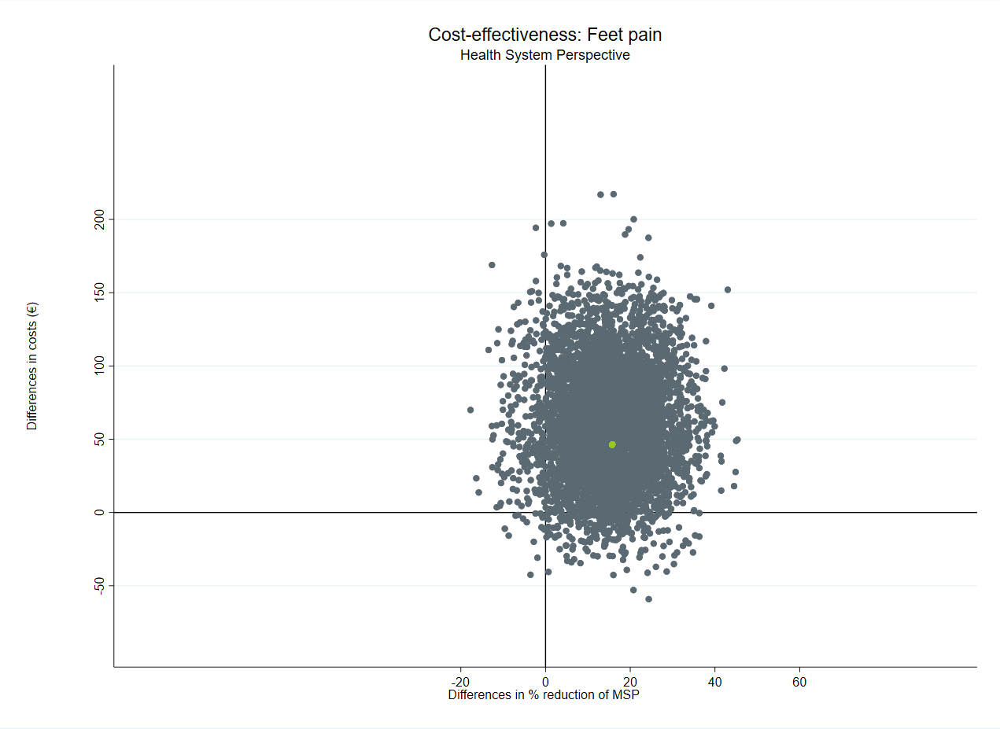 Cost-effectiveness: Feet pain
Health System Perspective
Differences in costs (€)
200
150
100
50
0
-50
-20 0 20 40 60
Differences in % reduction of MSP